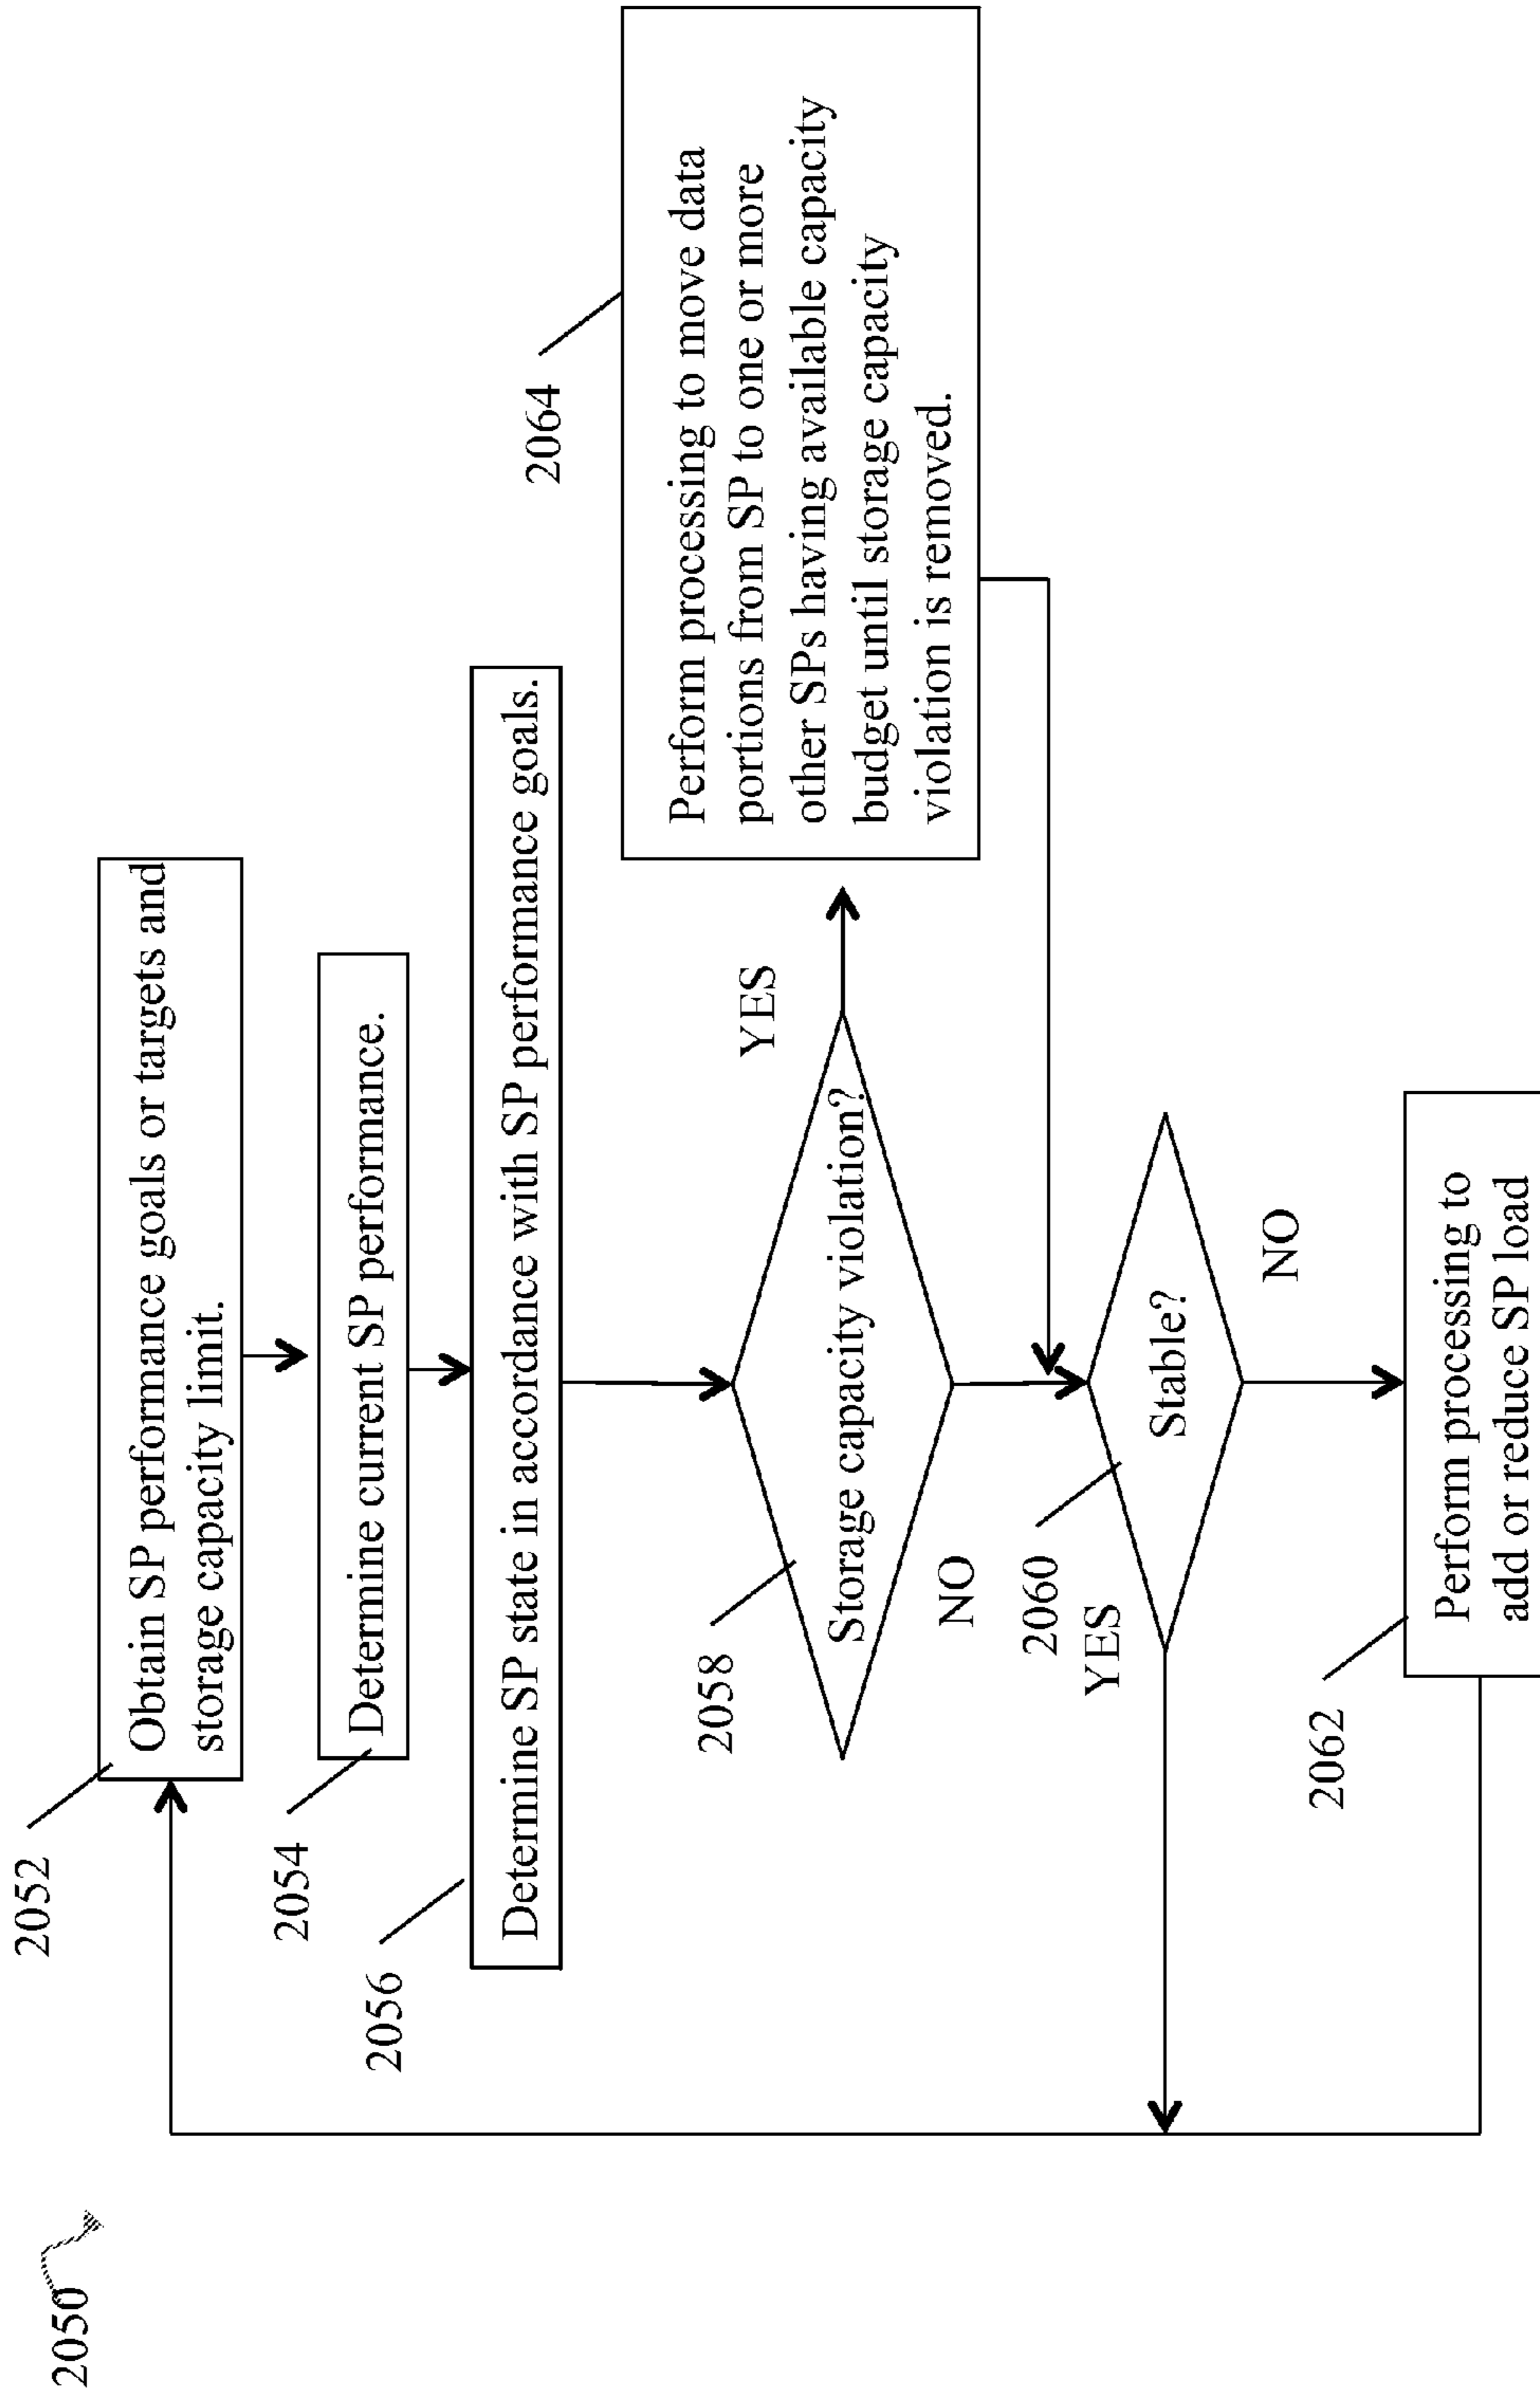 2050
2052
Obtain SP performance goals or targets and
storage capacity limit.
2054
Determine current SP performance.
2056
Determine SP state in accordance with SP performance goals.
2058
Storage capacity violation?
YES
2064
Perform processing to move data
portions from SP to one or more
other SPs having available capacity
budget until storage capacity
violation is removed.
NO
2060
Stable?
YES
NO
2062
Perform processing to
add or reduce SP load